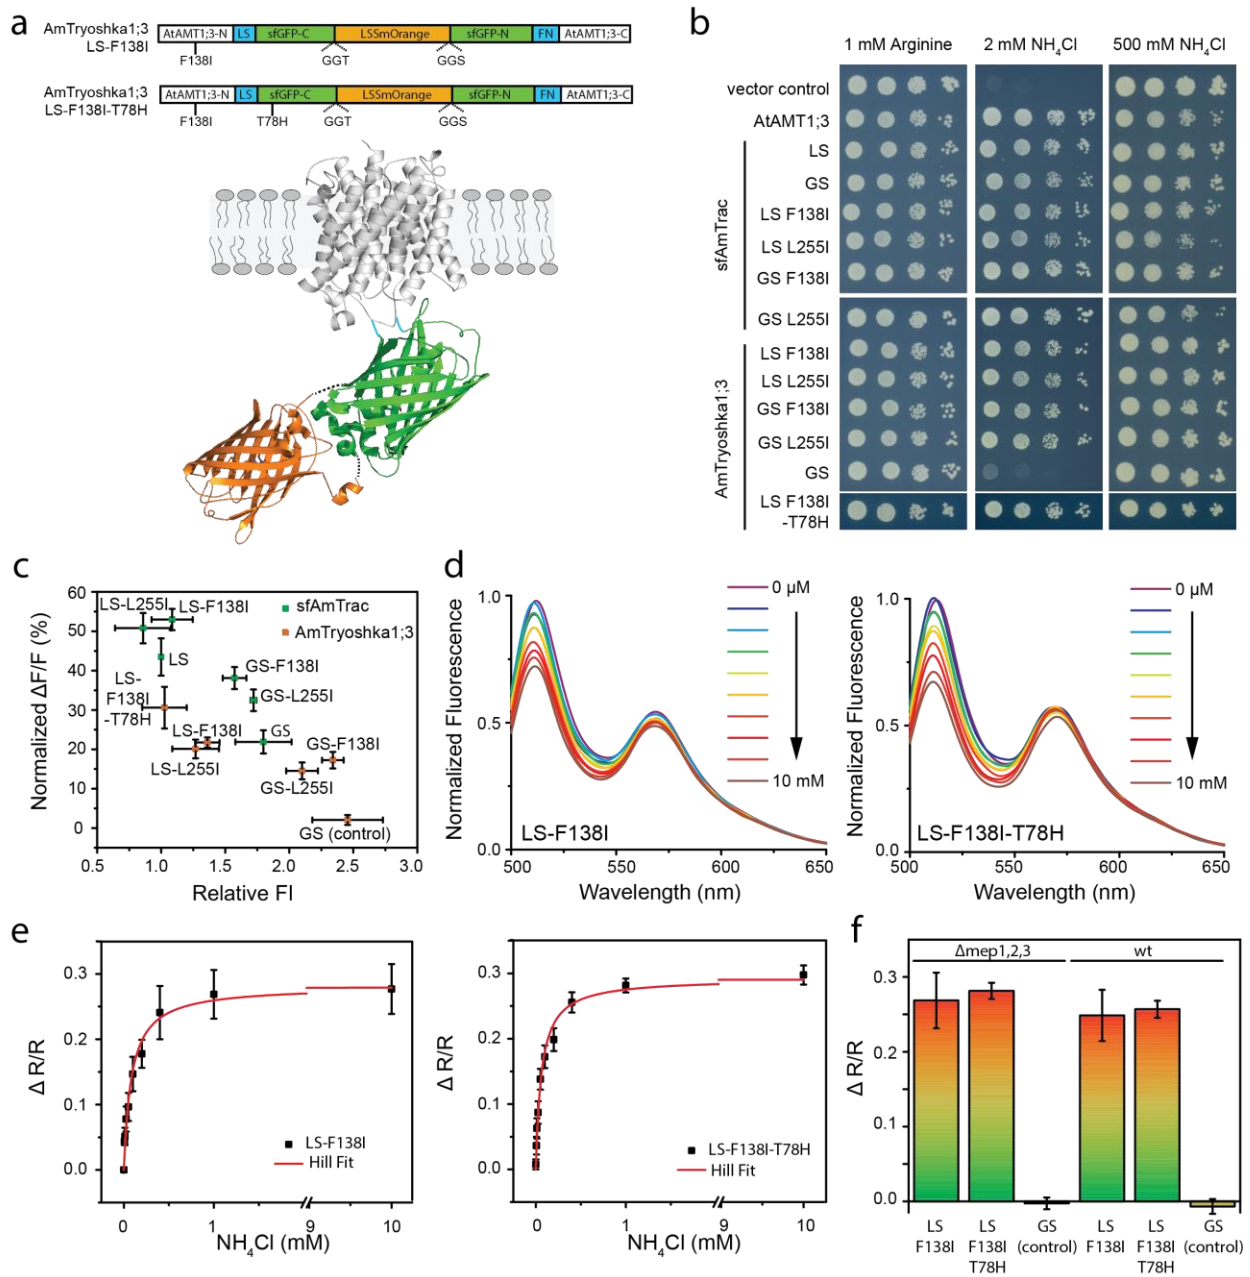 a
AmTryoshka1;3
LS-F138I
AtAMT1;3-N LS sfGFP-C LSSmOrange sfGFP-N FN AtAMT1;3-C
F138I GGT GGS
AmTryoshka1;3
LS-F138I-T78H
AtAMT1;3-N LS sfGFP-C LSSmOrange sfGFP-N FN AtAMT1;3-C
F138I T78H GGT GGS
b
1 mM Arginine 2 mM NH₄Cl 500 mM NH₄Cl
vector control
AtAMT1;3
sfAmTrac
LS
GS
LS F138I
LS L255I
GS F138I
GS L255I
AmTryoshka1;3
LS F138I
LS L255I
GS F138I
GS L255I
GS
LS F138I
-T78H
c
Normalized ΔF/F (%)
60
50
40
30
20
10
0
LS-L255I LS-F138I
sfAmTrac
AmTryoshka1;3
LS
LS-
F138I
-T78H
GS-F138I
GS-L255I
LS-F138I
GS
GS-F138I
LS-L255I
GS-L255I
GS (control)
0.5 1.0 1.5 2.0 2.5 3.0
Relative FI
d
Normalized Fluorescence
1.0
0.5
0.0
0 µM
10 mM
LS-F138I
500 550 600 650
Wavelength (nm)
Normalized Fluorescence
1.0
0.5
0.0
0 µM
10 mM
LS-F138I-T78H
500 550 600 650
Wavelength (nm)
e
Δ R/R
0.3
0.2
0.1
0.0
LS-F138I
Hill Fit
0 1 9 10
NH₄Cl (mM)
Δ R/R
0.3
0.2
0.1
0.0
LS-F138I-T78H
Hill Fit
0 1 9 10
NH₄Cl (mM)
f
Δmep1,2,3 wt
Δ R/R
0.3
0.2
0.1
0.0
LS LS GS LS LS GS
F138I F138I (control) F138I F138I (control)
T78H T78H